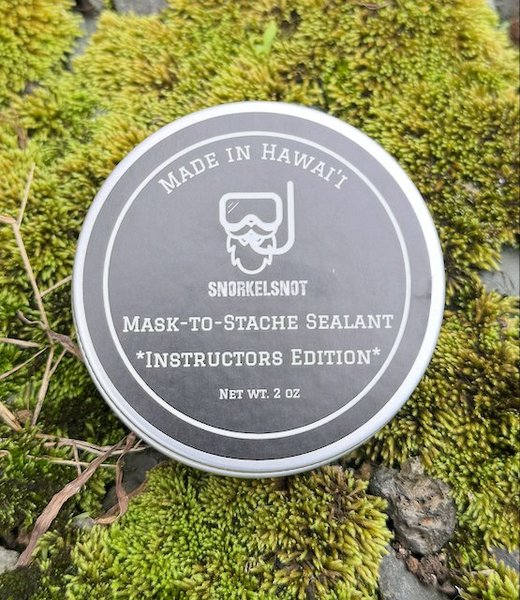 Made in Hawai'i
SNORKELSNOT
Mask-to-Stache Sealant
*Instructors Edition*
Net wt. 2 oz